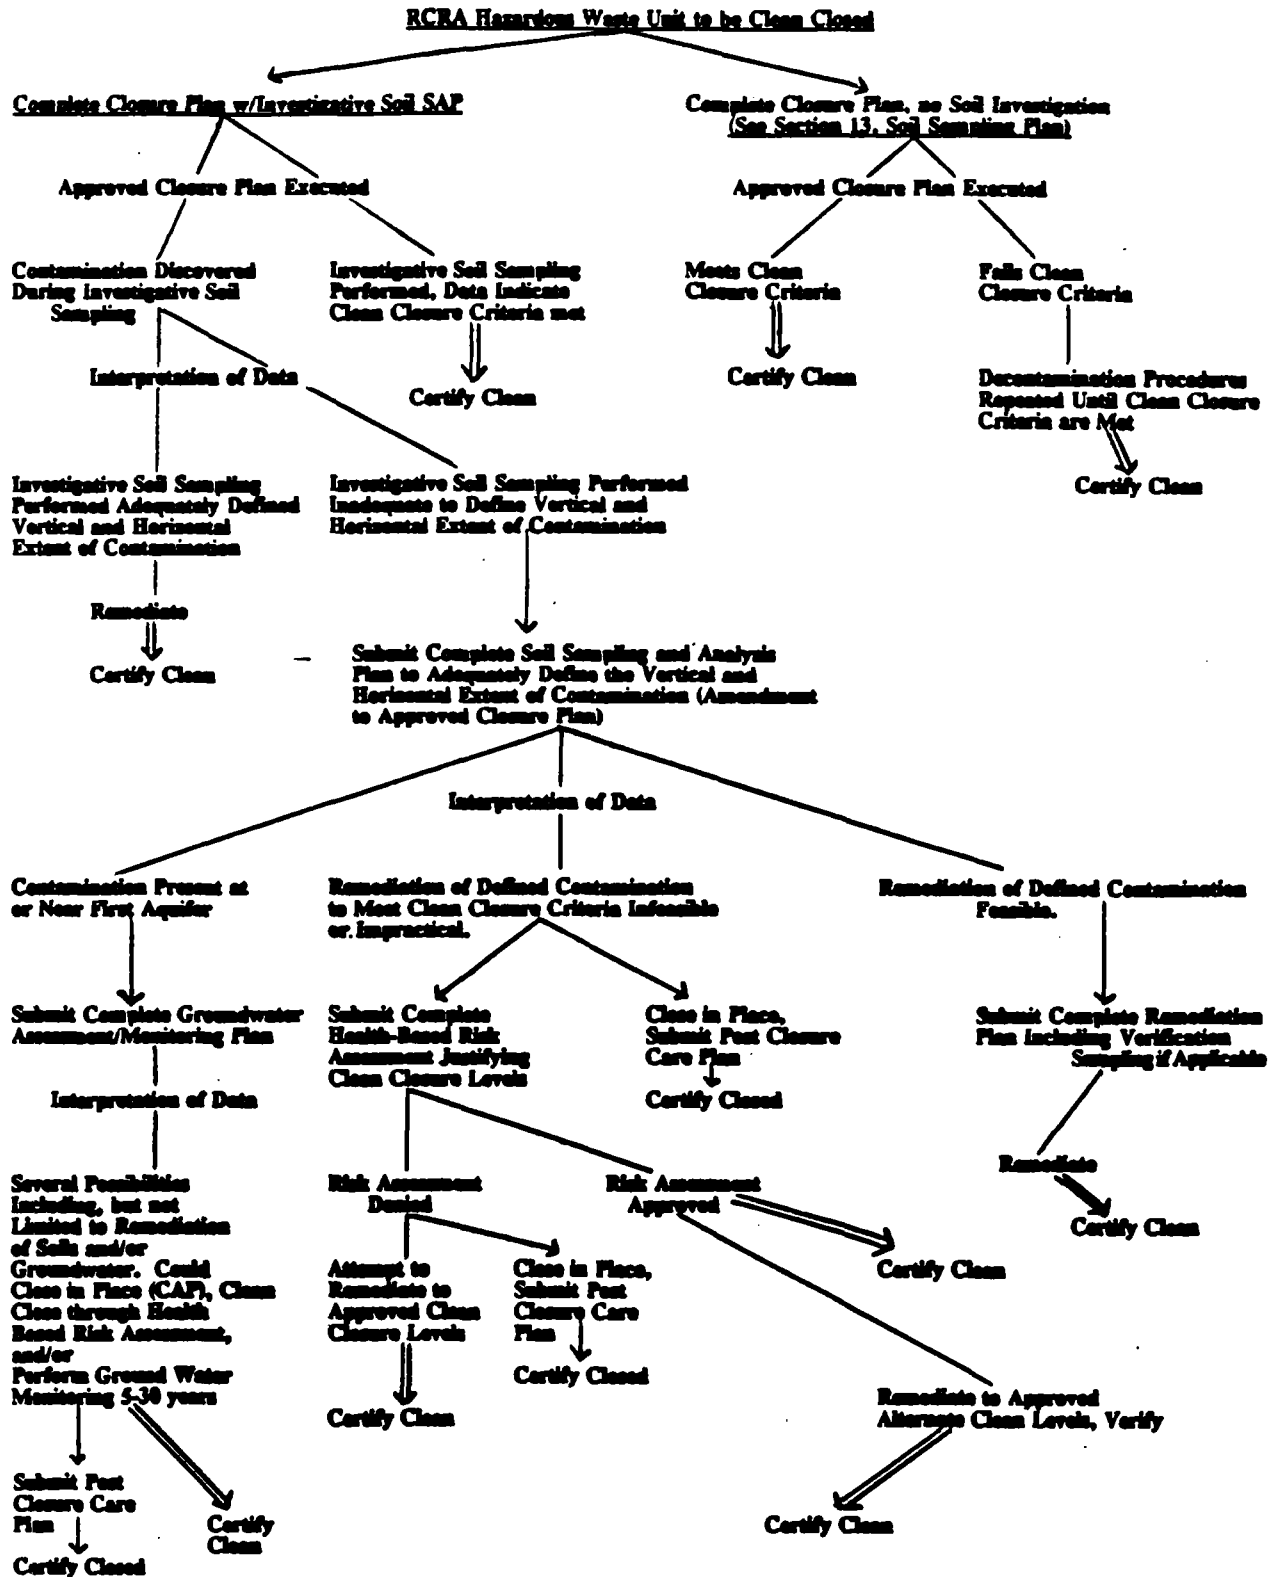 RCRA Hazardous Waste Unit to be Clean Closed
Complete Closure Plan w/Investigative Soil SAP
Complete Closure Plan, no Soil Investigation
(See Section 13, Soil Sampling Plan)
Approved Closure Plan Executed
Approved Closure Plan Executed
Contamination Discovered
During Investigative Soil
Sampling
Investigative Soil Sampling
Performed, Data Indicate
Clean Closure Criteria met
Meets Clean
Closure Criteria
Fails Clean
Closure Criteria
Interpretation of Data
Certify Clean
Certify Clean
Decontamination Procedures
Repeated Until Clean Closure
Criteria are Met
Certify Clean
Investigative Soil Sampling
Performed Adequately Defined
Vertical and Horizontal
Extent of Contamination
Investigative Soil Sampling Performed
Inadequate to Define Vertical and
Horizontal Extent of Contamination
Remediate
Certify Clean
Submit Complete Soil Sampling and Analysis
Plan to Adequately Define the Vertical and
Horizontal Extent of Contamination (Amendment
to Approved Closure Plan)
Interpretation of Data
Contamination Present at
or Near First Aquifer
Remediation of Defined Contamination
to Meet Clean Closure Criteria Infeasible
or Impractical.
Remediation of Defined Contamination
Feasible.
Submit Complete Groundwater
Assessment/Monitoring Plan
Submit Complete
Health-Based Risk
Assessment Justifying
Clean Closure Levels
Close in Place,
Submit Post Closure
Care Plan
Certify Closed
Submit Complete Remediation
Plan Including Verification
Sampling if Applicable
Interpretation of Data
Remediate
Certify Clean
Several Possibilities
Including, but not
Limited to Remediation
of Soils and/or
Groundwater. Could
Close in Place (CAP), Clean
Close through Health
Based Risk Assessment,
and/or
Perform Ground Water
Monitoring 5-30 years
Risk Assessment
Denied
Risk Assessment
Approved
Certify Clean
Attempt to
Remediate to
Approved Clean
Closure Levels
Certify Clean
Close in Place,
Submit Post
Closure Care
Plan
Certify Closed
Remediate to Approved
Alternate Clean Levels, Verify
Certify Clean
Submit Post
Closure Care
Plan
Certify Closed
Certify
Clean